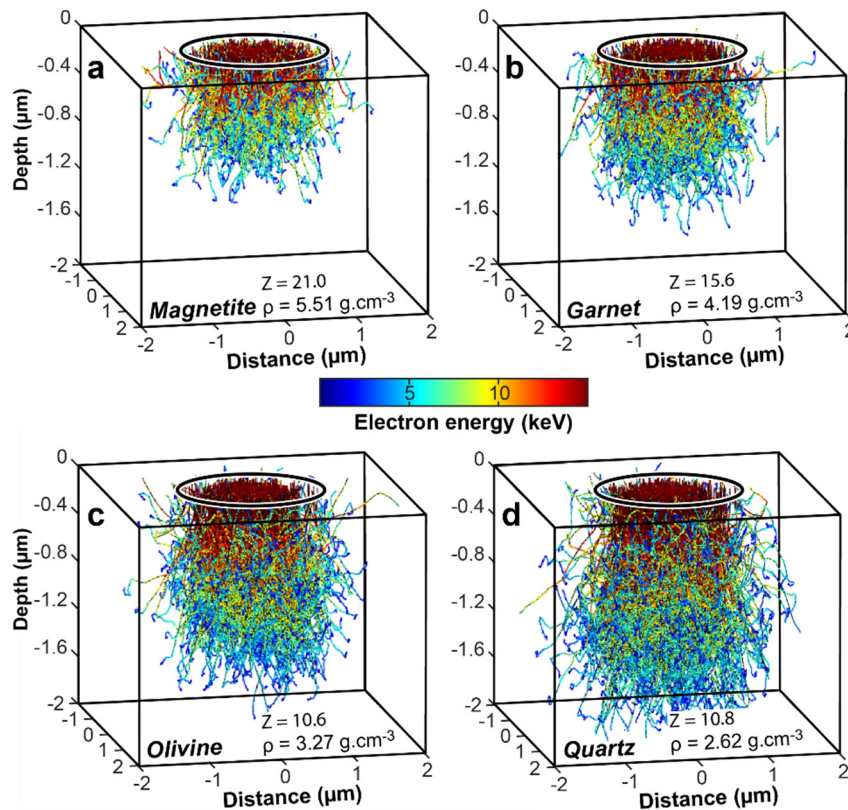 0
-0.4
-0.8
-1.2
-1.6
-2
Depth (µm)
a
-1
0
1
2
-2
-1
0
1
2
Z = 21.0
Magnetite
ρ = 5.51 g.cm-3
Distance (µm)
0
-0.4
-0.8
-1.2
-1.6
-2
b
-1
0
1
2
-2
-1
0
1
2
Z = 15.6
Garnet
ρ = 4.19 g.cm-3
Distance (µm)
5
10
Electron energy (keV)
0
-0.4
-0.8
-1.2
-1.6
-2
Depth (µm)
c
-1
0
1
2
-2
-1
0
1
2
Z = 10.6
Olivine
ρ = 3.27 g.cm-3
Distance (µm)
0
-0.4
-0.8
-1.2
-1.6
-2
d
-1
0
1
2
-2
-1
0
1
2
Z = 10.8
Quartz
ρ = 2.62 g.cm-3
Distance (µm)